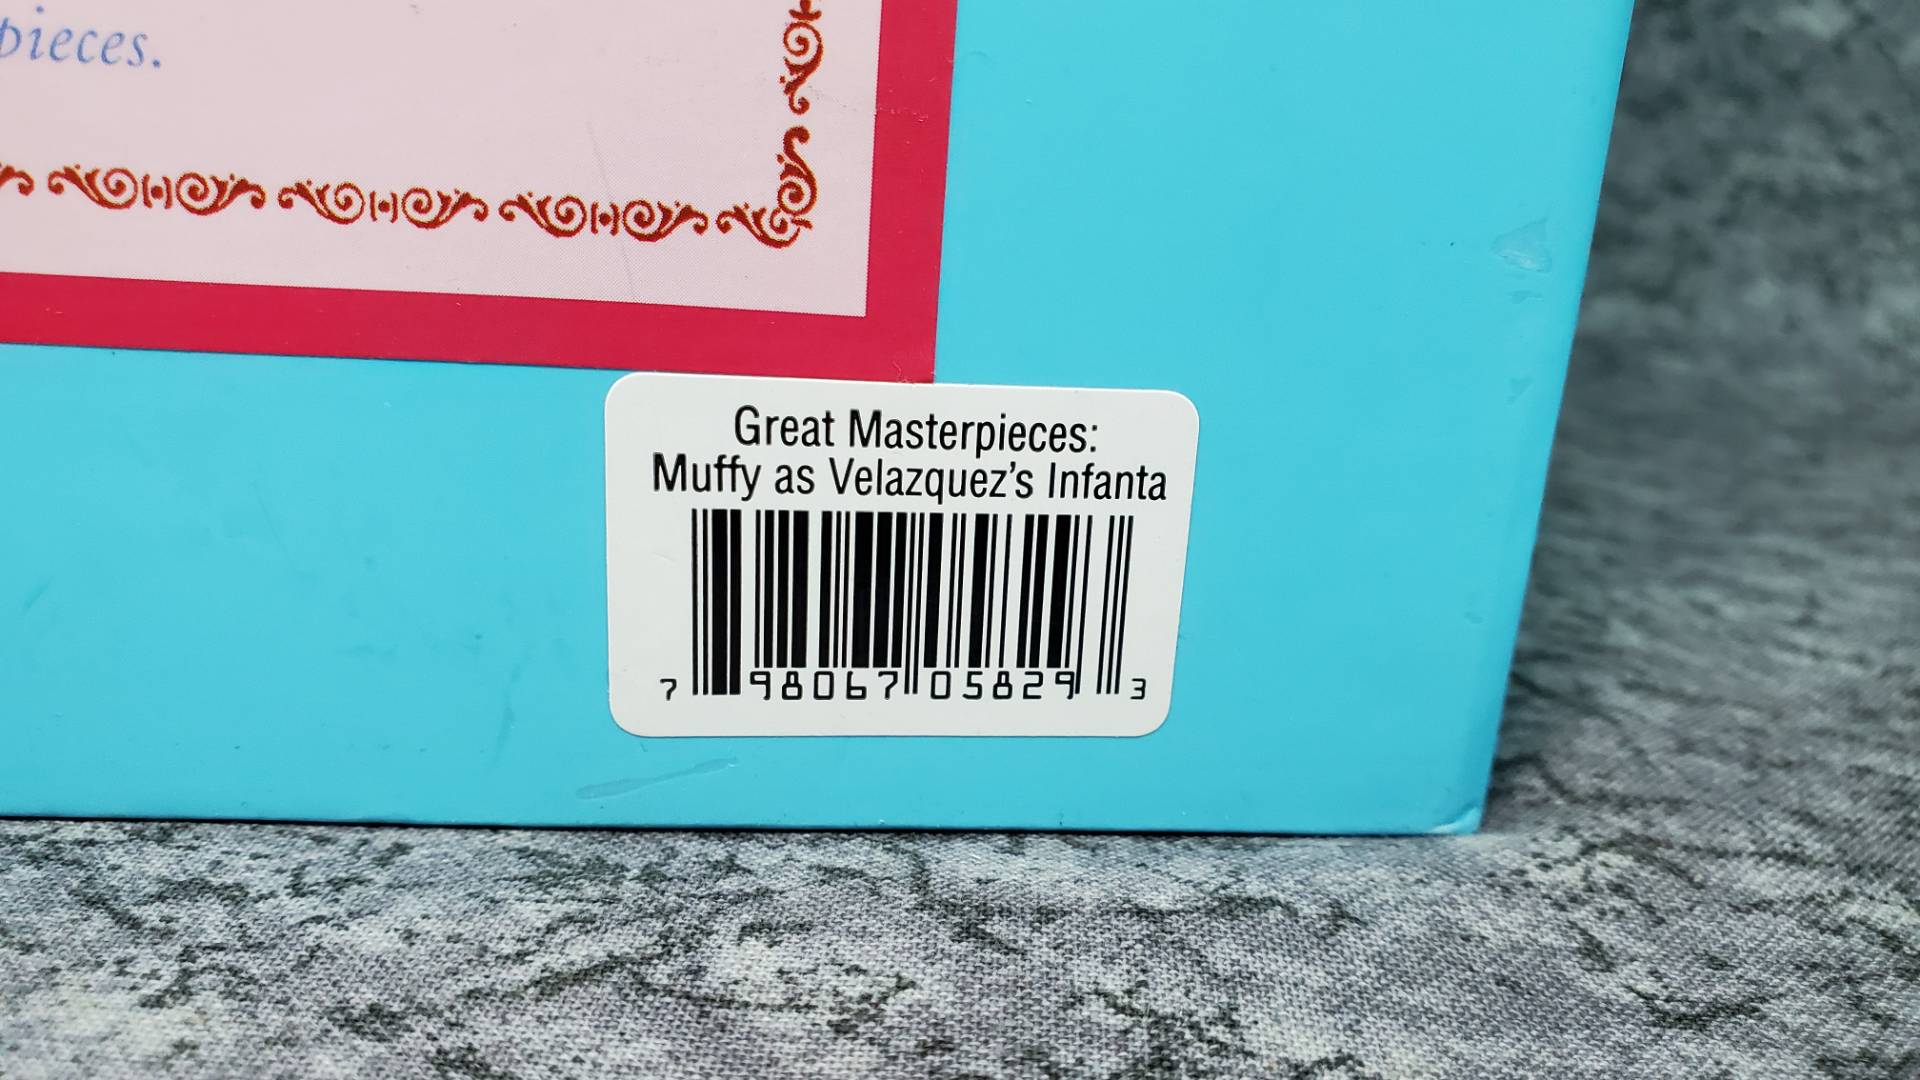 pieces.
Great Masterpieces:
Muffy as Velazquez's Infanta
7 98067 05829 3